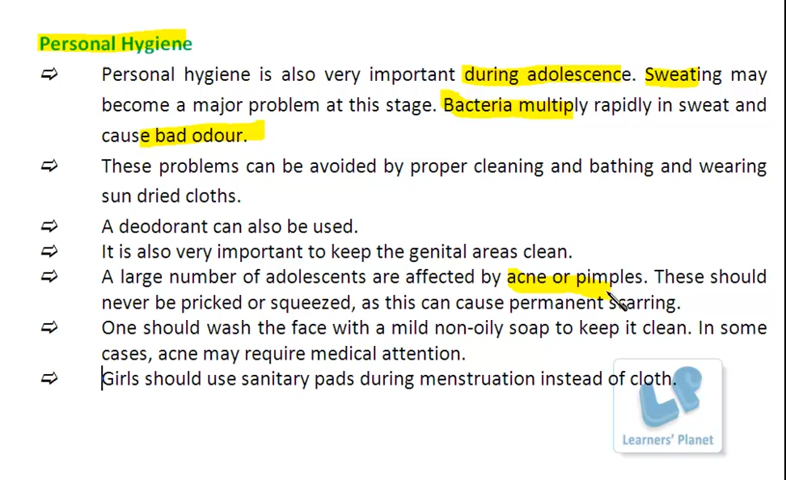 Personal Hygiene
⇨ Personal hygiene is also very important during adolescence. Sweating may
become a major problem at this stage. Bacteria multiply rapidly in sweat and
cause bad odour.
⇨ These problems can be avoided by proper cleaning and bathing and wearing
sun dried cloths.
⇨ A deodorant can also be used.
⇨ It is also very important to keep the genital areas clean.
⇨ A large number of adolescents are affected by acne or pimples. These should
never be pricked or squeezed, as this can cause permanent scarring.
⇨ One should wash the face with a mild non-oily soap to keep it clean. In some
cases, acne may require medical attention.
⇨ Girls should use sanitary pads during menstruation instead of cloth.
LP
Learners' Planet